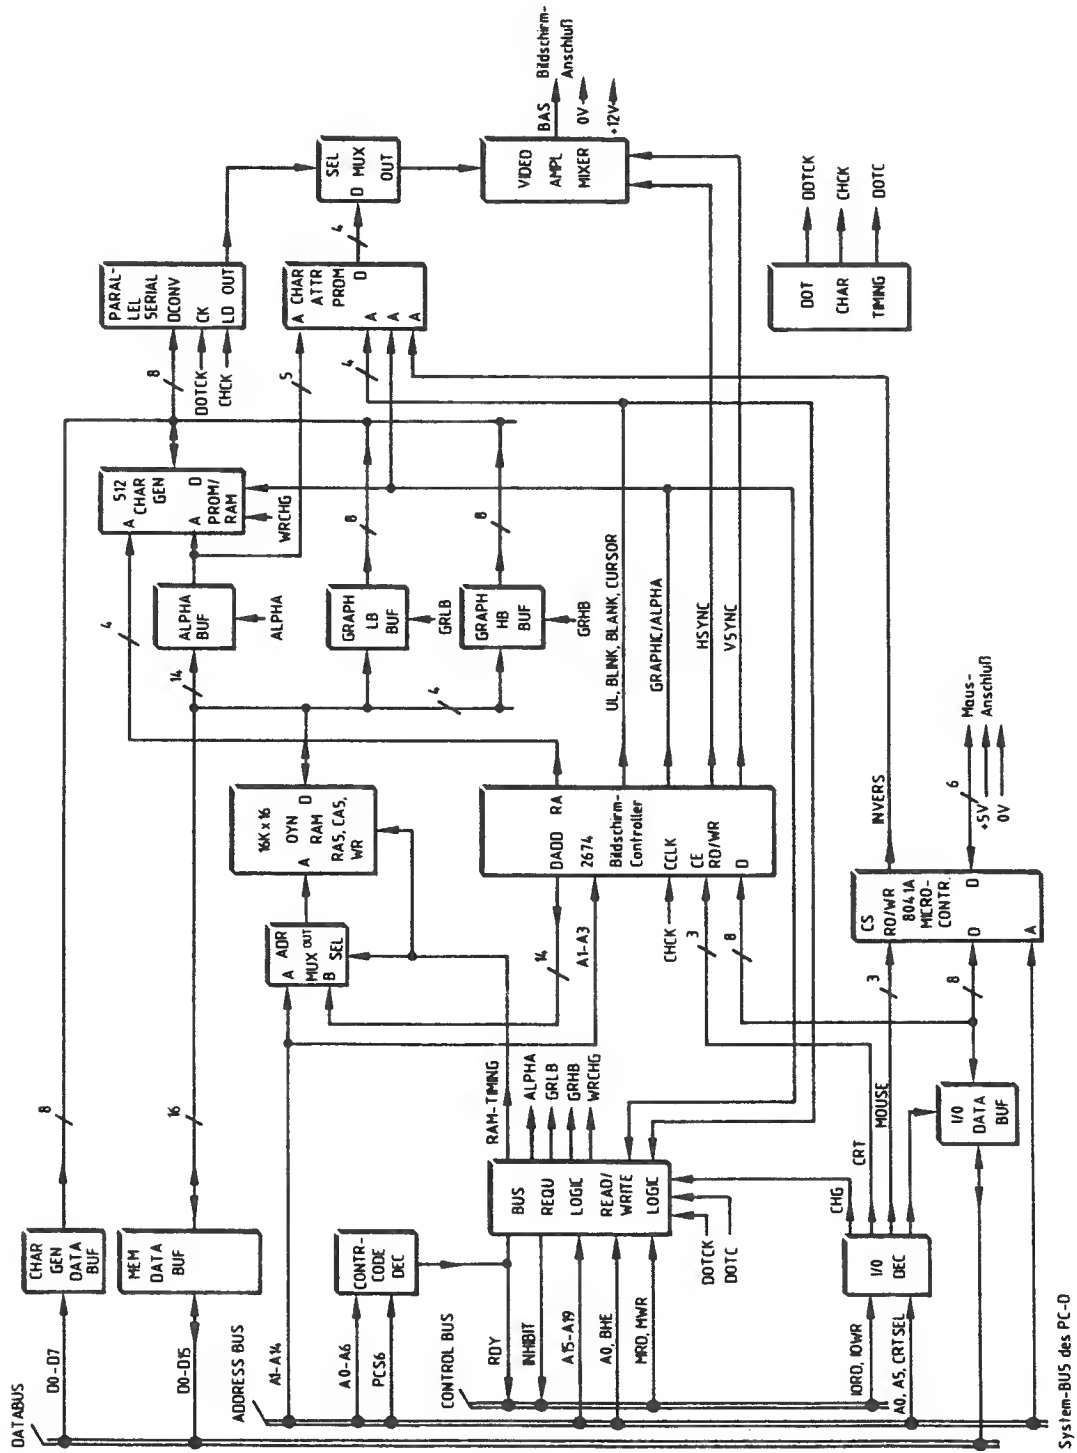 DATABUS
D0-D7
CHAR
GEN
DATA
BUF
8
D0-D15
MEM
DATA
BUF
16
ADDRESS BUS
A1-A14
A0-A6
PCS6
CONTR-
CODE
DEC
CONTROL BUS
RDY
INHIBIT
A15-A19
A0, BHE
MRD, MWR
BUS
REQU
LOGIC
READ/
WRITE
LOGIC
RAM-TIMING
ALPHA
GRLB
GRHB
WRCHG
DOTCK
DOTC
IORD, IOWR
A0, A5, CRTSEL
I/O
DEC
CHG
CRT
MOUSE
I/O
DATA
BUF
System-BUS des PC-D
A ADR
MUX OUT
B SEL
16K x 16
DYN D
A RAM
RAS, CAS,
WR
14
A1-A3
DADD RA
2674
Bildschirm-
Controller
CCLK
CE
RD/WR
D
CHCK
3
8
3
8
CS
RD/WR
8041A
MICRO-
CONTR.
D D
A
INVERS
6
Maus-
Anschluß
+5V
0V
14
ALPHA
BUF
ALPHA
GRAPH
LB
BUF
GRLB
GRAPH
HB
BUF
GRHB
4
4
8
8
UL, BLINK, BLANK, CURSOR
GRAPHIC/ALPHA
HSYNC
VSYNC
512
A CHAR
GEN
A D
PROM/
RAM
WRCHG
8
DOTCK
CHCK
5
4
PARAL-
LEL
SERIAL
DCONV
CK
LD OUT
A CHAR
ATTR
PROM
A D
A
A
4
SEL
D MUX
OUT
VIDEO
AMPL
MIXER
BAS
Bildschirm-
Anschluß
0V
+12V
DOT
CHAR
TIMING
DOTCK
CHCK
DOTC